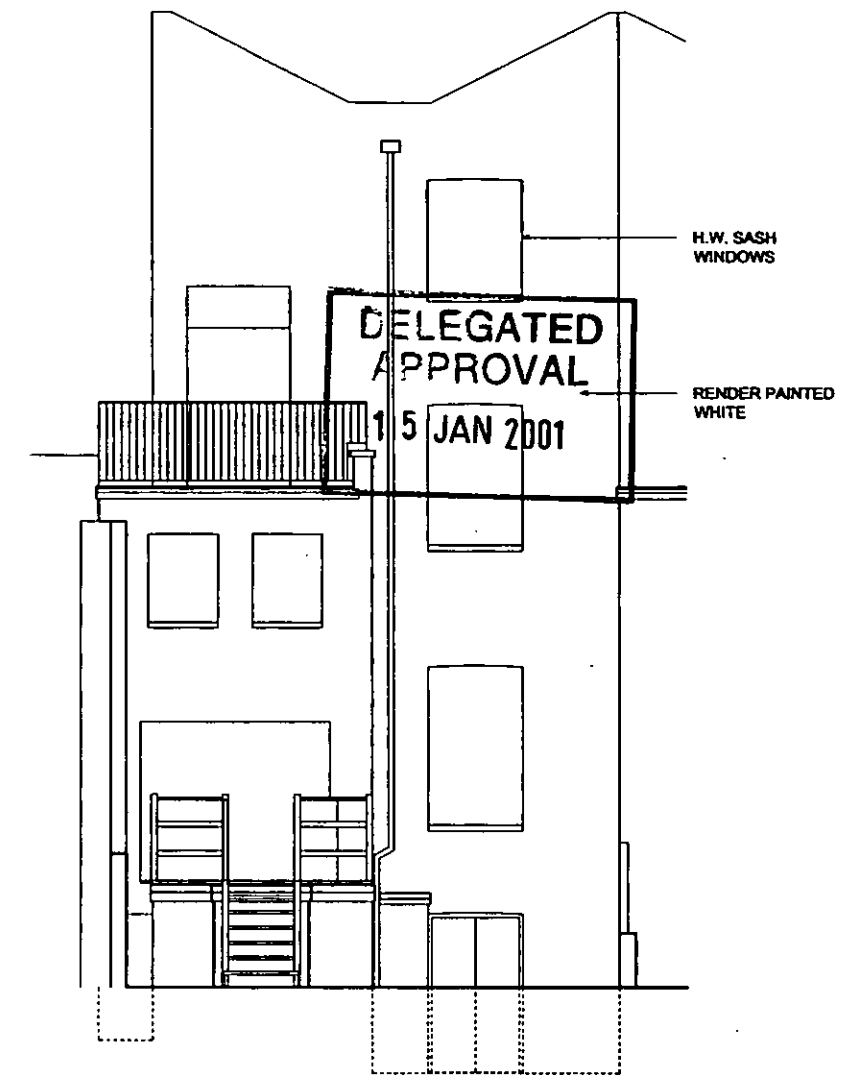 H.W. SASH
WINDOWS
DELEGATED
APPROVAL
15 JAN 2001
RENDER PAINTED
WHITE